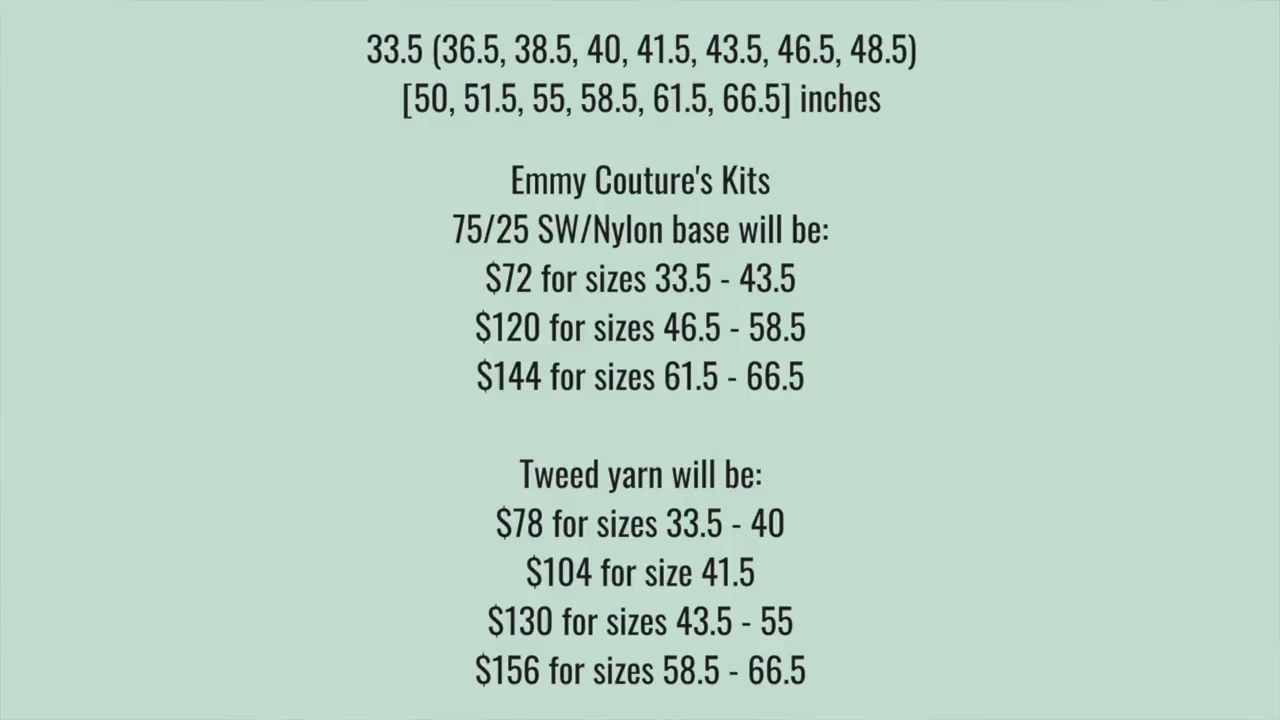 33.5 (36.5, 38.5, 40, 41.5, 43.5, 46.5, 48.5)
[50, 51.5, 55, 58.5, 61.5, 66.5] inches
Emmy Couture's Kits
75/25 SW/Nylon base will be:
$72 for sizes 33.5 - 43.5
$120 for sizes 46.5 - 58.5
$144 for sizes 61.5 - 66.5
Tweed yarn will be:
$78 for sizes 33.5 - 40
$104 for size 41.5
$130 for sizes 43.5 - 55
$156 for sizes 58.5 - 66.5